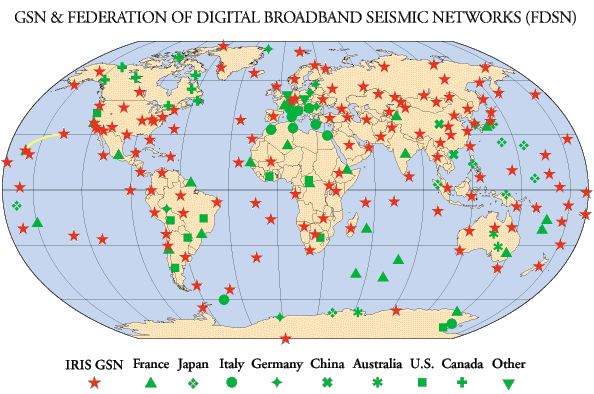 GSN & FEDERATION OF DIGITAL BROADBAND SEISMIC NETWORKS (FDSN)
IRIS GSN France Japan Italy Germany China Australia U.S. Canada Other